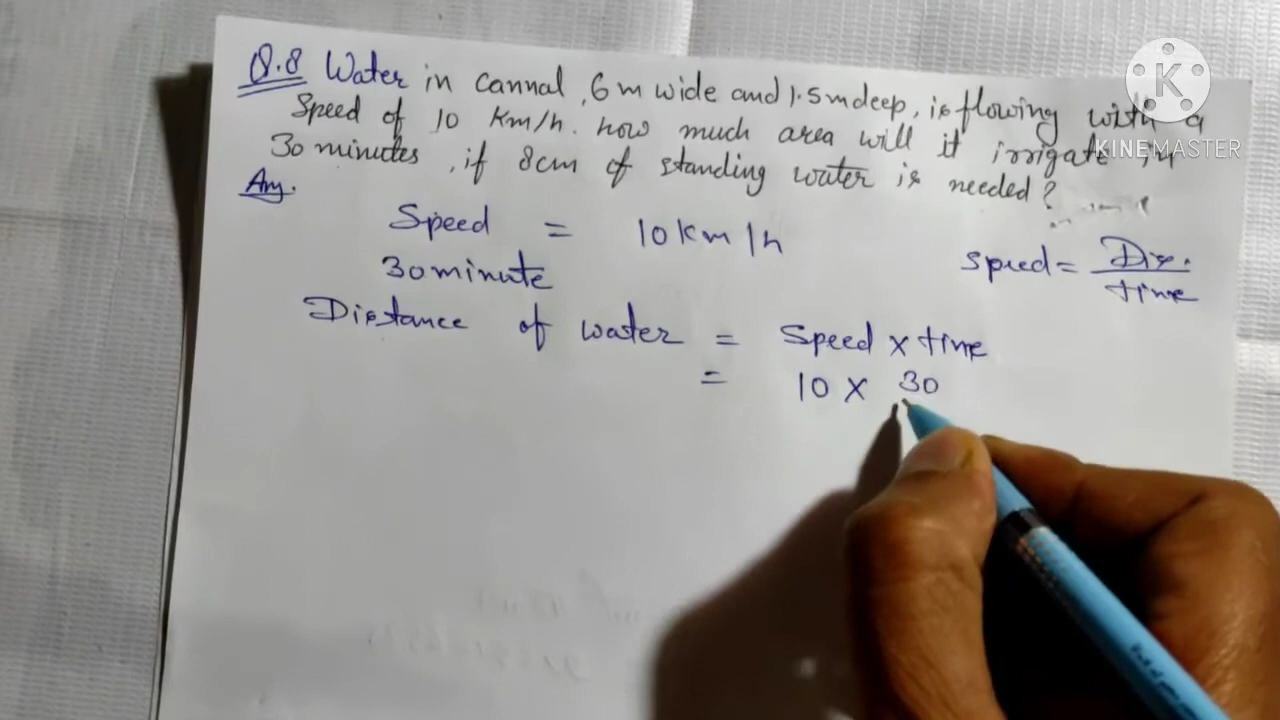 Q.8 Water in cannal, 6m wide and 1.5m deep, is flowing with a
Speed of 10 Km/h. how much area will it irrigate in
30 minutes, if 8cm of standing water is needed?
Ans.
Speed = 10 km/h
30 minute
speed = Dis. / time
Distance of water = Speed x time
= 10 x 30
K
KINEMASTER